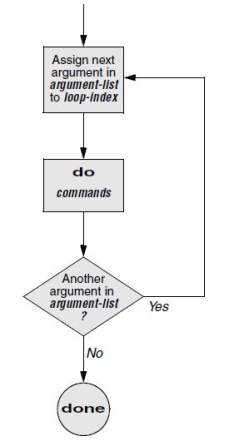 Assign next
argument in
argument-list
to loop-index
do
commands
Another
argument in
argument-list
?
Yes
No
done